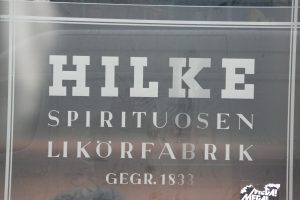 HILKE
SPIRITUOSEN
LIKÖRFABRIK
GEGR. 1833